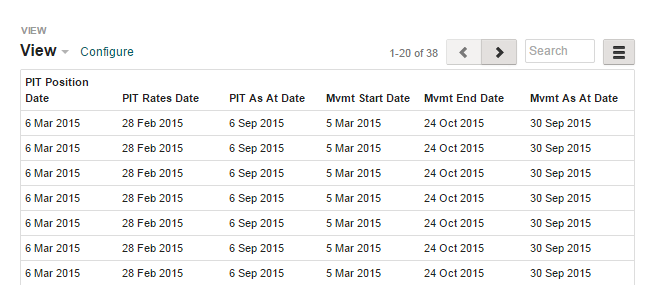 VIEW
View Configure 1-20 of 38 Search
PIT Position
Date PIT Rates Date PIT As At Date Mvmt Start Date Mvmt End Date Mvmt As At Date
6 Mar 2015 28 Feb 2015 6 Sep 2015 5 Mar 2015 24 Oct 2015 30 Sep 2015
6 Mar 2015 28 Feb 2015 6 Sep 2015 5 Mar 2015 24 Oct 2015 30 Sep 2015
6 Mar 2015 28 Feb 2015 6 Sep 2015 5 Mar 2015 24 Oct 2015 30 Sep 2015
6 Mar 2015 28 Feb 2015 6 Sep 2015 5 Mar 2015 24 Oct 2015 30 Sep 2015
6 Mar 2015 28 Feb 2015 6 Sep 2015 5 Mar 2015 24 Oct 2015 30 Sep 2015
6 Mar 2015 28 Feb 2015 6 Sep 2015 5 Mar 2015 24 Oct 2015 30 Sep 2015
6 Mar 2015 28 Feb 2015 6 Sep 2015 5 Mar 2015 24 Oct 2015 30 Sep 2015